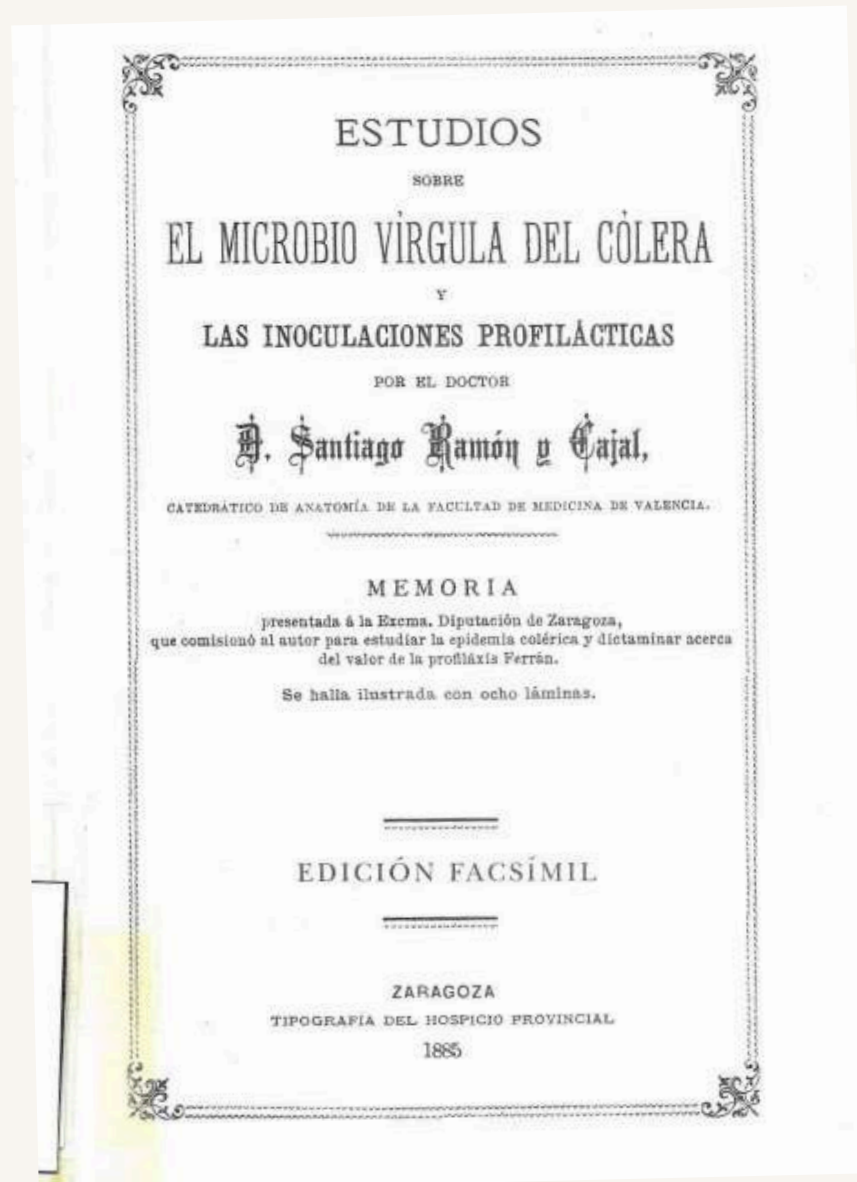 ESTUDIOS
SOBRE
EL MICROBIO VÍRGULA DEL CÓLERA
Y
LAS INOCULACIONES PROFILÁCTICAS
POR EL DOCTOR
D. Santiago Ramón y Cajal,
CATEDRÁTICO DE ANATOMÍA DE LA FACULTAD DE MEDICINA DE VALENCIA.
MEMORIA
presentada á la Excma. Diputación de Zaragoza,
que comisionó al autor para estudiar la epidemia colérica y dictaminar acerca
del valor de la profiláxis Ferrán.
Se halla ilustrada con ocho láminas.
EDICIÓN FACSÍMIL
ZARAGOZA
TIPOGRAFÍA DEL HOSPICIO PROVINCIAL
1885